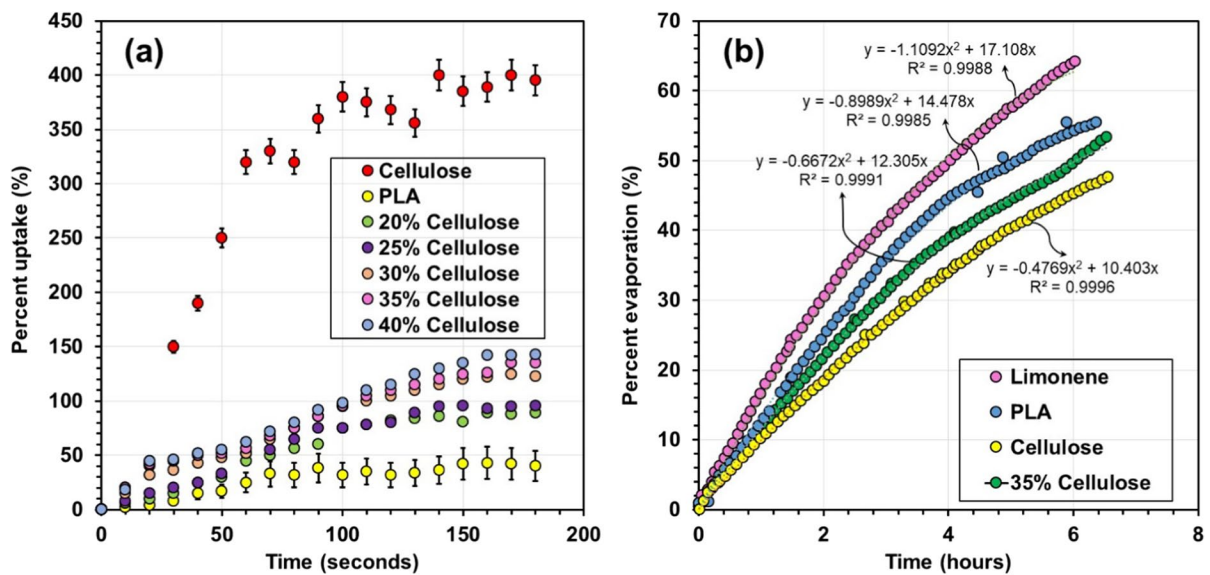 (a)
Percent uptake (%)
450
400
350
300
250
200
150
100
50
0
Cellulose
PLA
20% Cellulose
25% Cellulose
30% Cellulose
35% Cellulose
40% Cellulose
0
50
100
150
200
Time (seconds)
(b)
Percent evaporation (%)
70
60
50
40
30
20
10
0
y = -1.1092x² + 17.108x
R² = 0.9988
y = -0.8989x² + 14.478x
R² = 0.9985
y = -0.6672x² + 12.305x
R² = 0.9991
y = -0.4769x² + 10.403x
R² = 0.9996
Limonene
PLA
Cellulose
35% Cellulose
0
2
4
6
8
Time (hours)